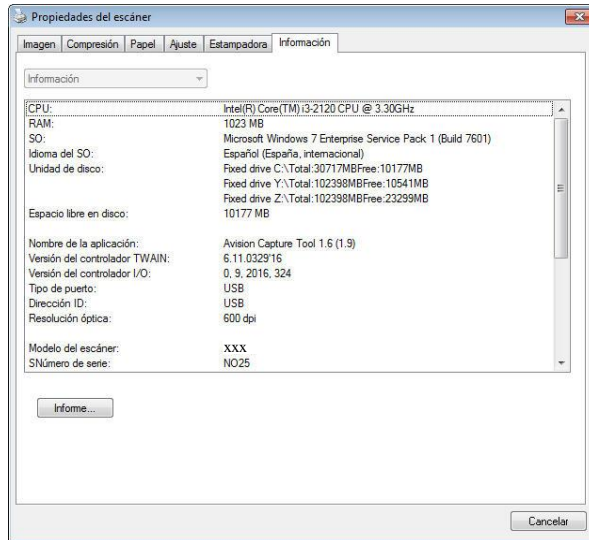 Propiedades del escáner
Imagen Compresión Papel Ajuste Estampadora Información
Información
CPU: Intel(R) Core(TM) i3-2120 CPU @ 3.30GHz
RAM: 1023 MB
SO: Microsoft Windows 7 Enterprise Service Pack 1 (Build 7601)
Idioma del SO: Español (España, internacional)
Unidad de disco: Fixed drive C:\Total:30717MBFree:10177MB
Fixed drive Y:\Total:102398MBFree:10541MB
Fixed drive Z:\Total:102398MBFree:23299MB
Espacio libre en disco: 10177 MB
Nombre de la aplicación: Avision Capture Tool 1.6 (1.9)
Versión del controlador TWAIN: 6.11.0329'16
Versión del controlador I/O: 0, 9, 2016, 324
Tipo de puerto: USB
Dirección ID: USB
Resolución óptica: 600 dpi
Modelo del escáner: XXX
SNúmero de serie: NO25
Informe...
Cancelar